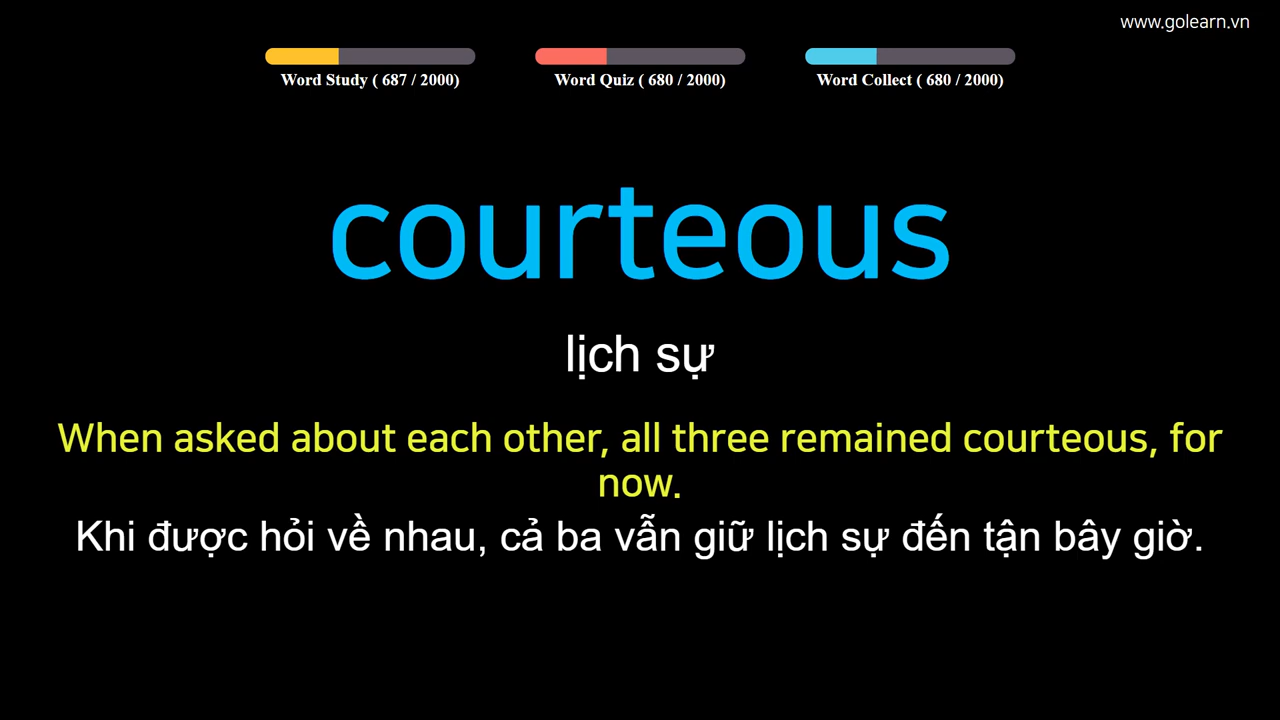 www.golearn.vn
Word Study ( 687 / 2000) Word Quiz ( 680 / 2000) Word Collect ( 680 / 2000)
courteous
lịch sự
When asked about each other, all three remained courteous, for
now.
Khi được hỏi về nhau, cả ba vẫn giữ lịch sự đến tận bây giờ.